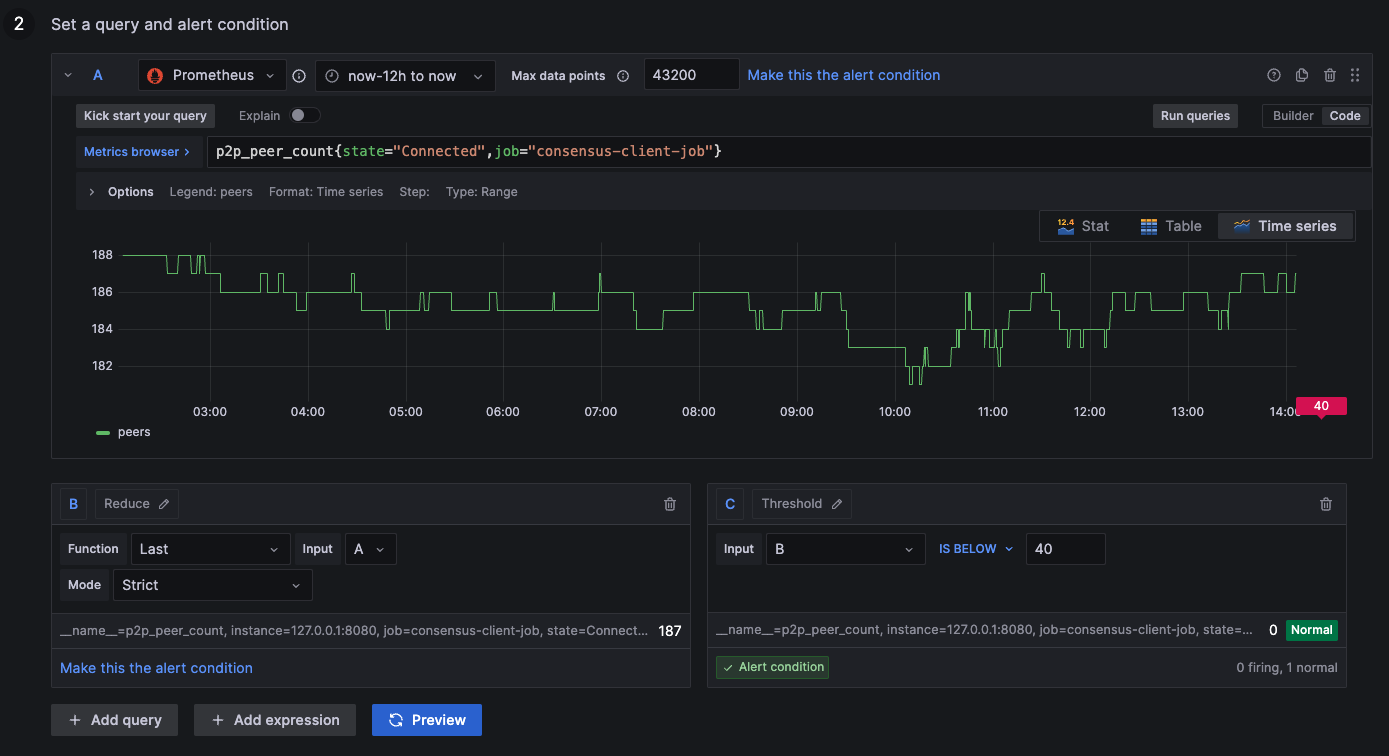 2 Set a query and alert condition
A Prometheus now-12h to now Max data points 43200 Make this the alert condition
Kick start your query Explain Run queries Builder Code
Metrics browser > p2p_peer_count{state="Connected",job="consensus-client-job"}
Options Legend: peers Format: Time series Step: Type: Range
12.4 Stat Table Time series
188
186
184
182
03:00 04:00 05:00 06:00 07:00 08:00 09:00 10:00 11:00 12:00 13:00 14:00
40
peers
B Reduce
Function Last Input A
Mode Strict
__name__=p2p_peer_count, instance=127.0.0.1:8080, job=consensus-client-job, state=Connect... 187
Make this the alert condition
C Threshold
Input B IS BELOW 40
__name__=p2p_peer_count, instance=127.0.0.1:8080, job=consensus-client-job, state=... 0 Normal
Alert condition 0 firing, 1 normal
+ Add query + Add expression Preview